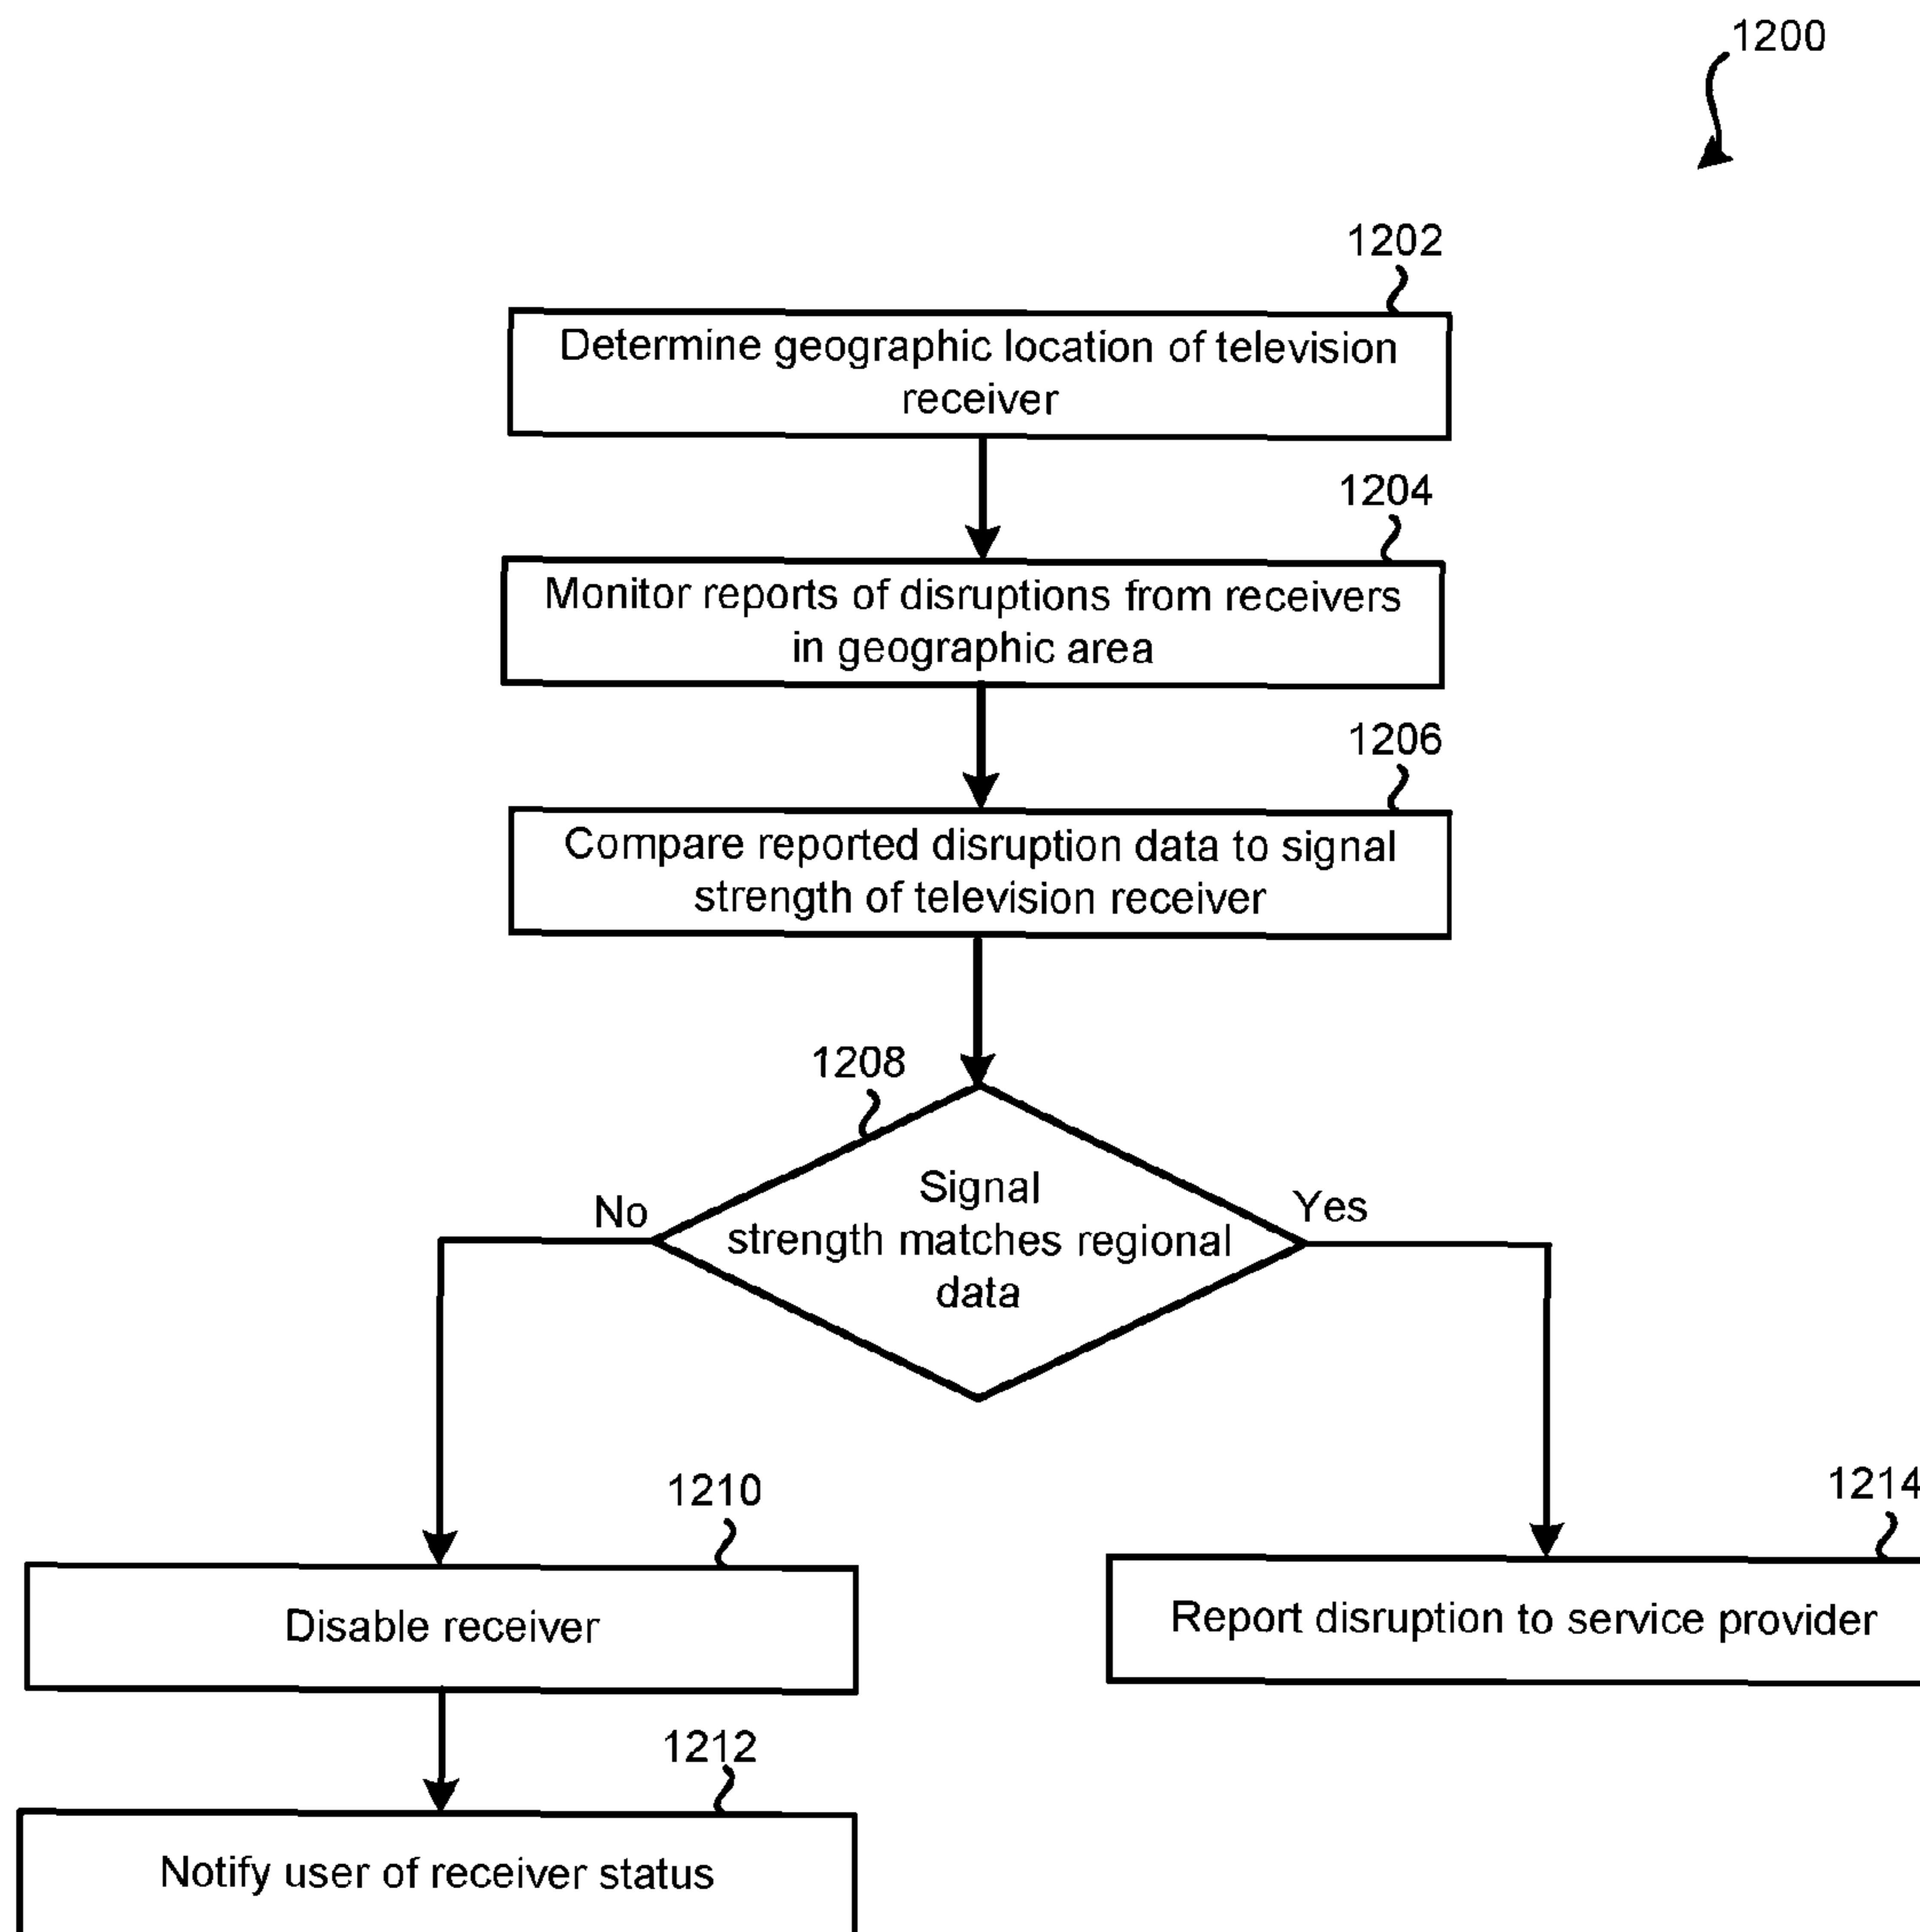 1200
1202
Determine geographic location of television
receiver
1204
Monitor reports of disruptions from receivers
in geographic area
1206
Compare reported disruption data to signal
strength of television receiver
1208
Signal
strength matches regional
data
No
Yes
1210
Disable receiver
1214
Report disruption to service provider
1212
Notify user of receiver status